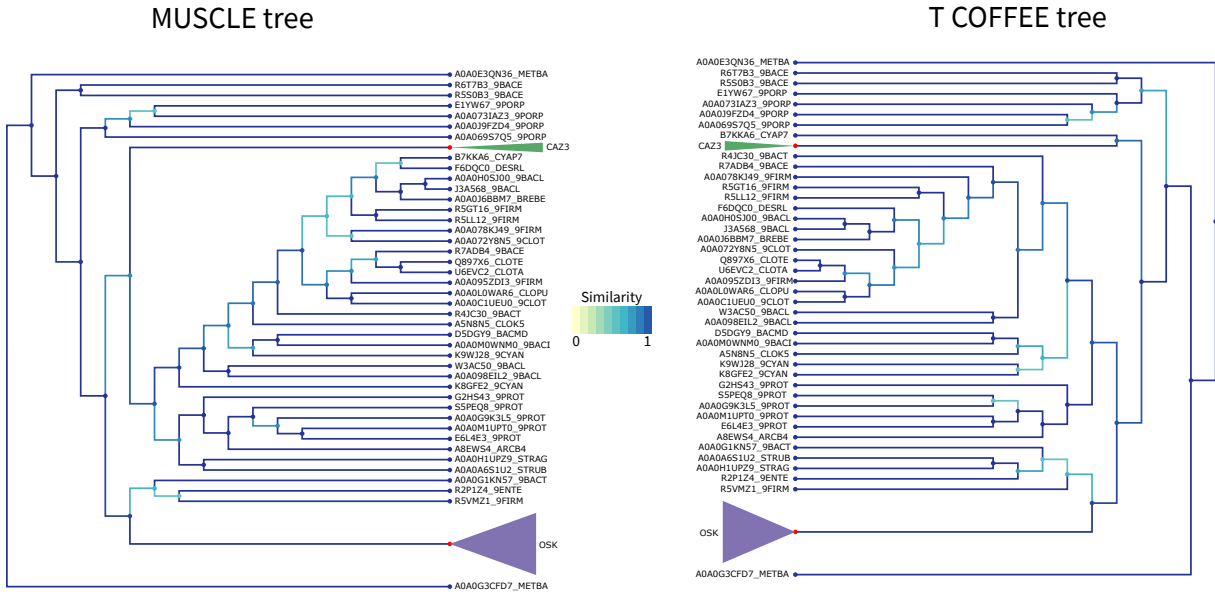 MUSCLE tree
A0A0E3QN36_METBA
R6T7B3_9BACE
R5S0B3_9BACE
E1YW67_9PORP
A0A073IAZ3_9PORP
A0A0J9FZD4_9PORP
A0A069S7Q5_9PORP
CAZ3
B7KKA6_CYAP7
F6DQC0_DESRL
A0A0H0SJ00_9BACL
J3A568_9BACL
A0A0J6BBM7_BREBE
R5GT16_9FIRM
R5LL12_9FIRM
A0A078KJ49_9FIRM
A0A072Y8N5_9CLOT
R7ADB4_9BACE
Q897X6_CLOTE
U6EVC2_CLOTA
A0A095ZDI3_9FIRM
A0A0L0WAR6_CLOPU
A0A0C1UEU0_9CLOT
R4JC30_9BACT
A5N8N5_CLOK5
D5DGY9_BACMD
A0A0M0WNM0_9BACI
K9WJ28_9CYAN
W3AC50_9BACL
A0A098EIL2_9BACL
K8GFE2_9CYAN
G2HS43_9PROT
S5PEQ8_9PROT
A0A0G9K3L5_9PROT
A0A0M1UPT0_9PROT
E6L4E3_9PROT
A8EWS4_ARCB4
A0A0H1UPZ9_STRAG
A0A0A6S1U2_STRUB
A0A0G1KN57_9BACT
R2P1Z4_9ENTE
R5VMZ1_9FIRM
OSK
A0A0G3CFD7_METBA
Similarity
0 1
T COFFEE tree
A0A0E3QN36_METBA
R6T7B3_9BACE
R5S0B3_9BACE
E1YW67_9PORP
A0A073IAZ3_9PORP
A0A0J9FZD4_9PORP
A0A069S7Q5_9PORP
B7KKA6_CYAP7
CAZ3
R4JC30_9BACT
R7ADB4_9BACE
A0A078KJ49_9FIRM
R5GT16_9FIRM
R5LL12_9FIRM
F6DQC0_DESRL
A0A0H0SJ00_9BACL
J3A568_9BACL
A0A0J6BBM7_BREBE
A0A072Y8N5_9CLOT
Q897X6_CLOTE
U6EVC2_CLOTA
A0A095ZDI3_9FIRM
A0A0L0WAR6_CLOPU
A0A0C1UEU0_9CLOT
W3AC50_9BACL
A0A098EIL2_9BACL
D5DGY9_BACMD
A0A0M0WNM0_9BACI
A5N8N5_CLOK5
K9WJ28_9CYAN
K8GFE2_9CYAN
G2HS43_9PROT
S5PEQ8_9PROT
A0A0G9K3L5_9PROT
A0A0M1UPT0_9PROT
E6L4E3_9PROT
A8EWS4_ARCB4
A0A0G1KN57_9BACT
A0A0A6S1U2_STRUB
A0A0H1UPZ9_STRAG
R2P1Z4_9ENTE
R5VMZ1_9FIRM
OSK
A0A0G3CFD7_METBA